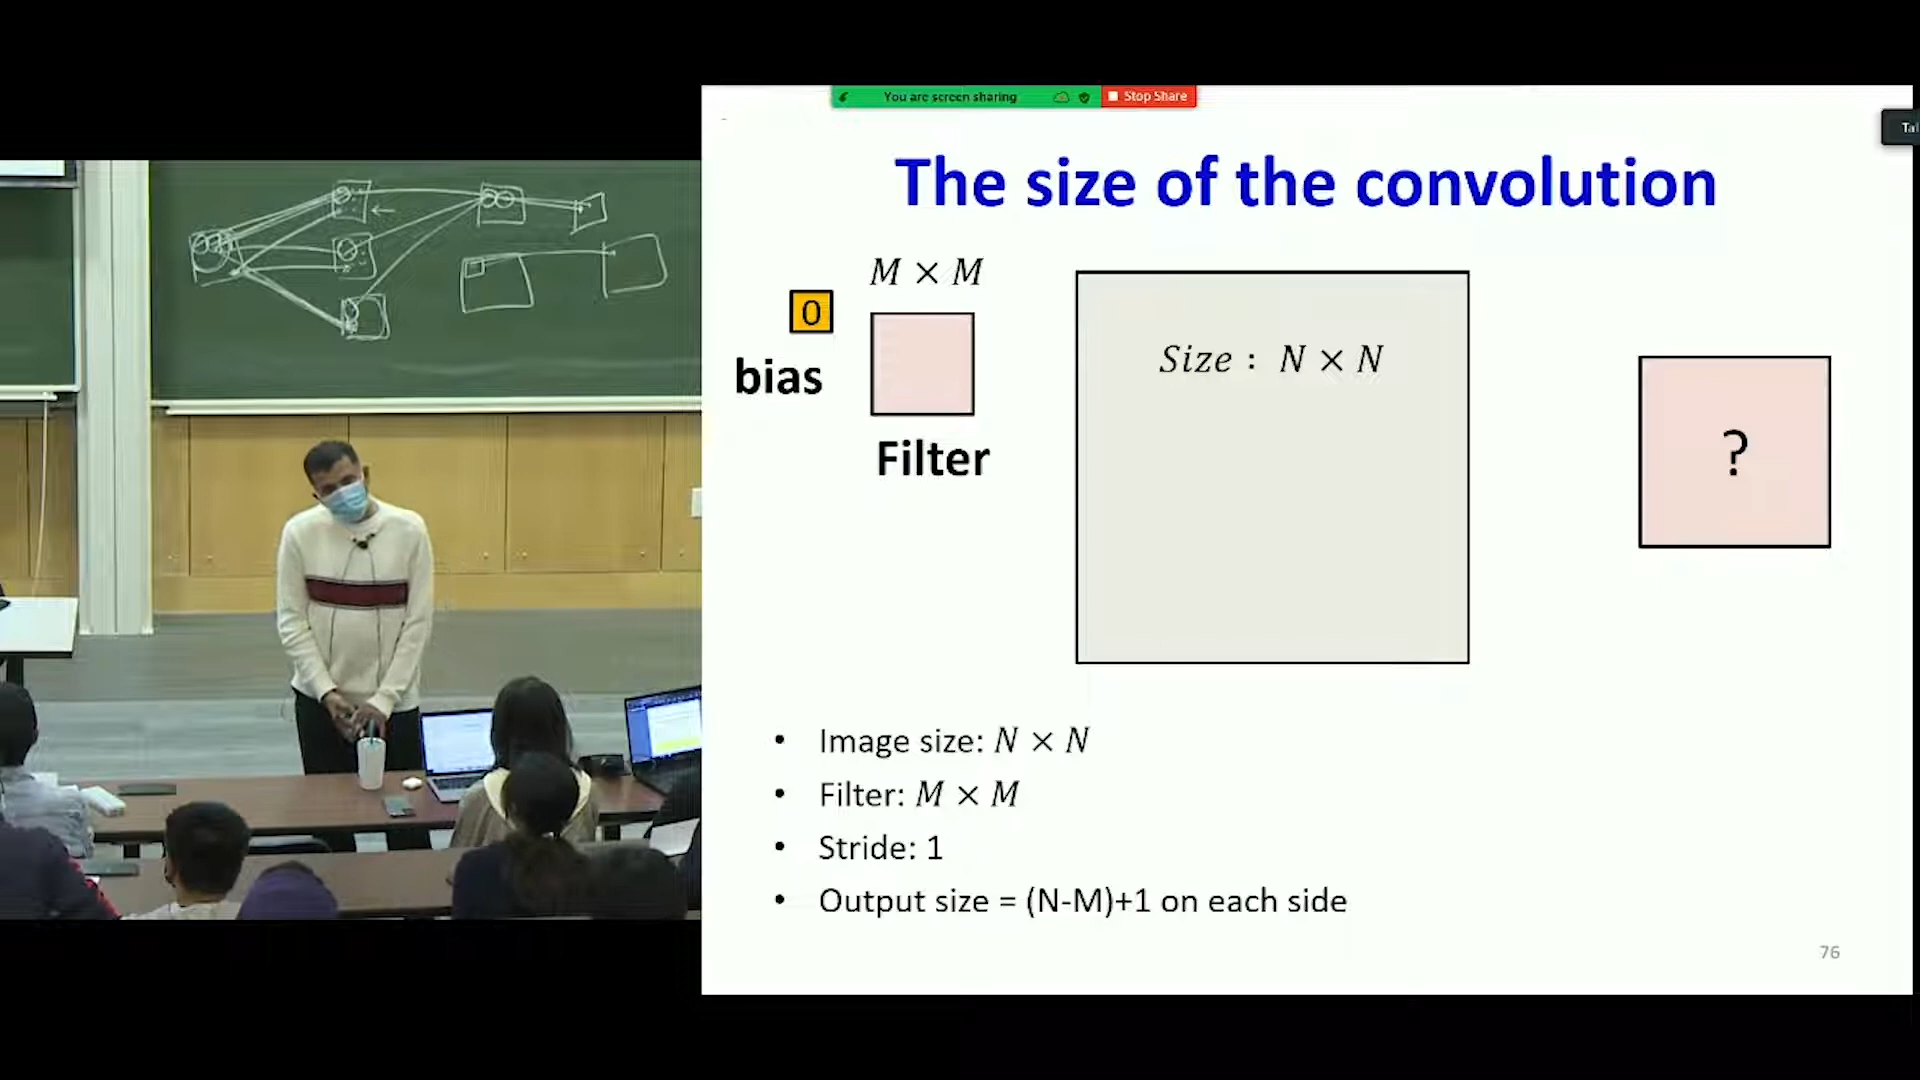 You are screen sharing
Stop Share
Tal
The size of the convolution
M × M
0
bias
Filter
Size : N × N
?
• Image size: N × N
• Filter: M × M
• Stride: 1
• Output size = (N-M)+1 on each side
76